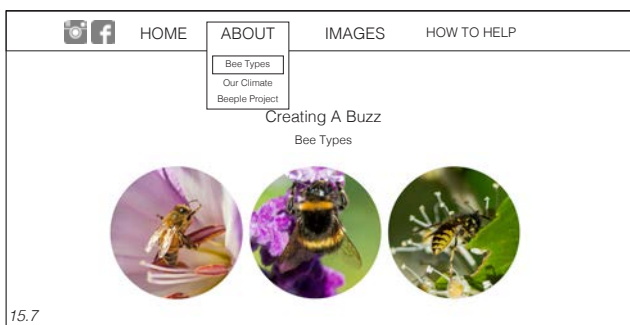 HOME ABOUT IMAGES HOW TO HELP
Bee Types
Our Climate
Beeple Project
Creating A Buzz
Bee Types
15.7